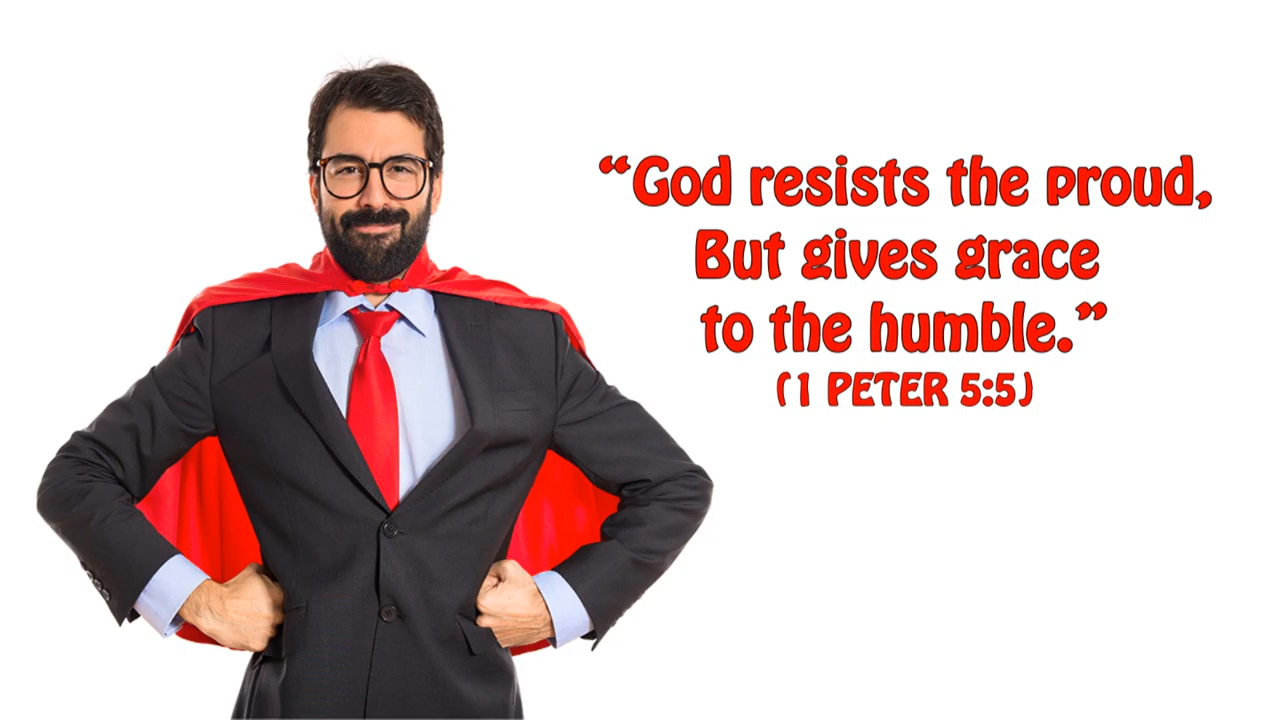 “God resists the proud,
But gives grace
to the humble.”
(1 PETER 5:5)